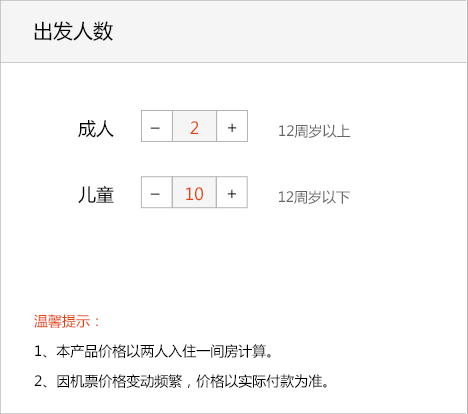 出发人数
成人 － 2 + 12周岁以上
儿童 － 10 + 12周岁以下
温馨提示：
1、本产品价格以两人入住一间房计算。
2、因机票价格变动频繁，价格以实际付款为准。